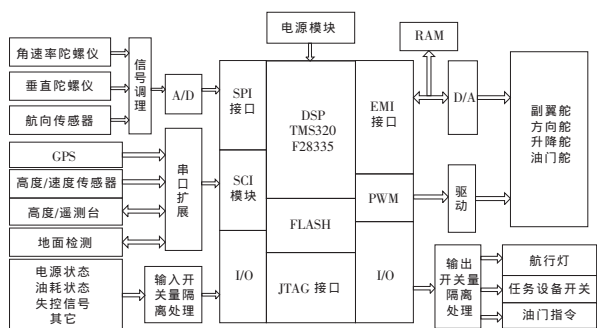 电源模块
RAM
角速率陀螺仪
垂直陀螺仪
航向传感器
信号调理
A/D
SPI
接口
DSP
TMS320
F28335
EMI
接口
D/A
副翼舵
方向舵
升降舵
油门舵
GPS
高度/速度传感器
高度/遥测台
地面检测
串口扩展
SCI
模块
FLASH
PWM
驱动
电源状态
油耗状态
失控信号
其它
输入开
关量隔
离处理
I/O
JTAG 接口
I/O
输出
开关量
隔离
处理
航行灯
任务设备开关
油门指令